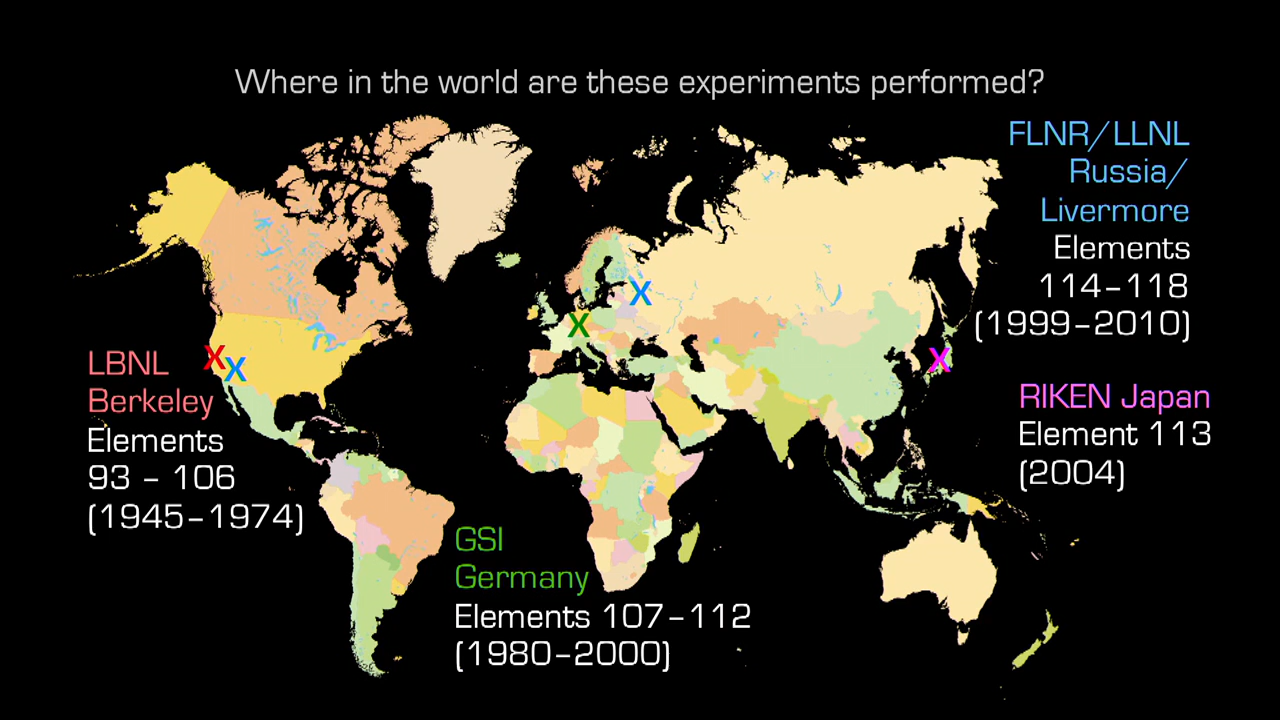 Where in the world are these experiments performed?
FLNR/LLNL
Russia/
Livermore
Elements
114-118
(1999-2010)
X
X
X
X
X
LBNL
Berkeley
Elements
93 - 106
(1945-1974)
RIKEN Japan
Element 113
(2004)
GSI
Germany
Elements 107-112
(1980-2000)